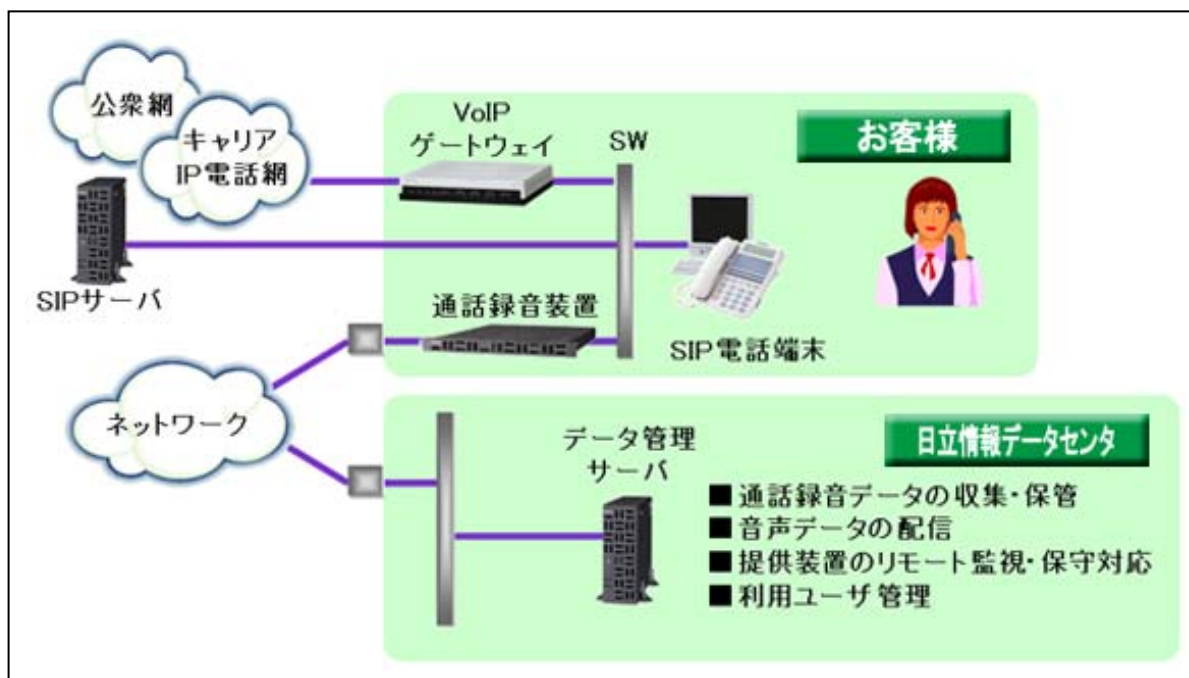 公衆網
キャリア
IP電話網
SIPサーバ
VoIP
ゲートウェイ
SW
お客様
通話録音装置
SIP電話端末
ネットワーク
データ管理
サーバ
日立情報データセンタ
■通話録音データの収集・保管
■音声データの配信
■提供装置のリモート監視・保守対応
■利用ユーザ管理